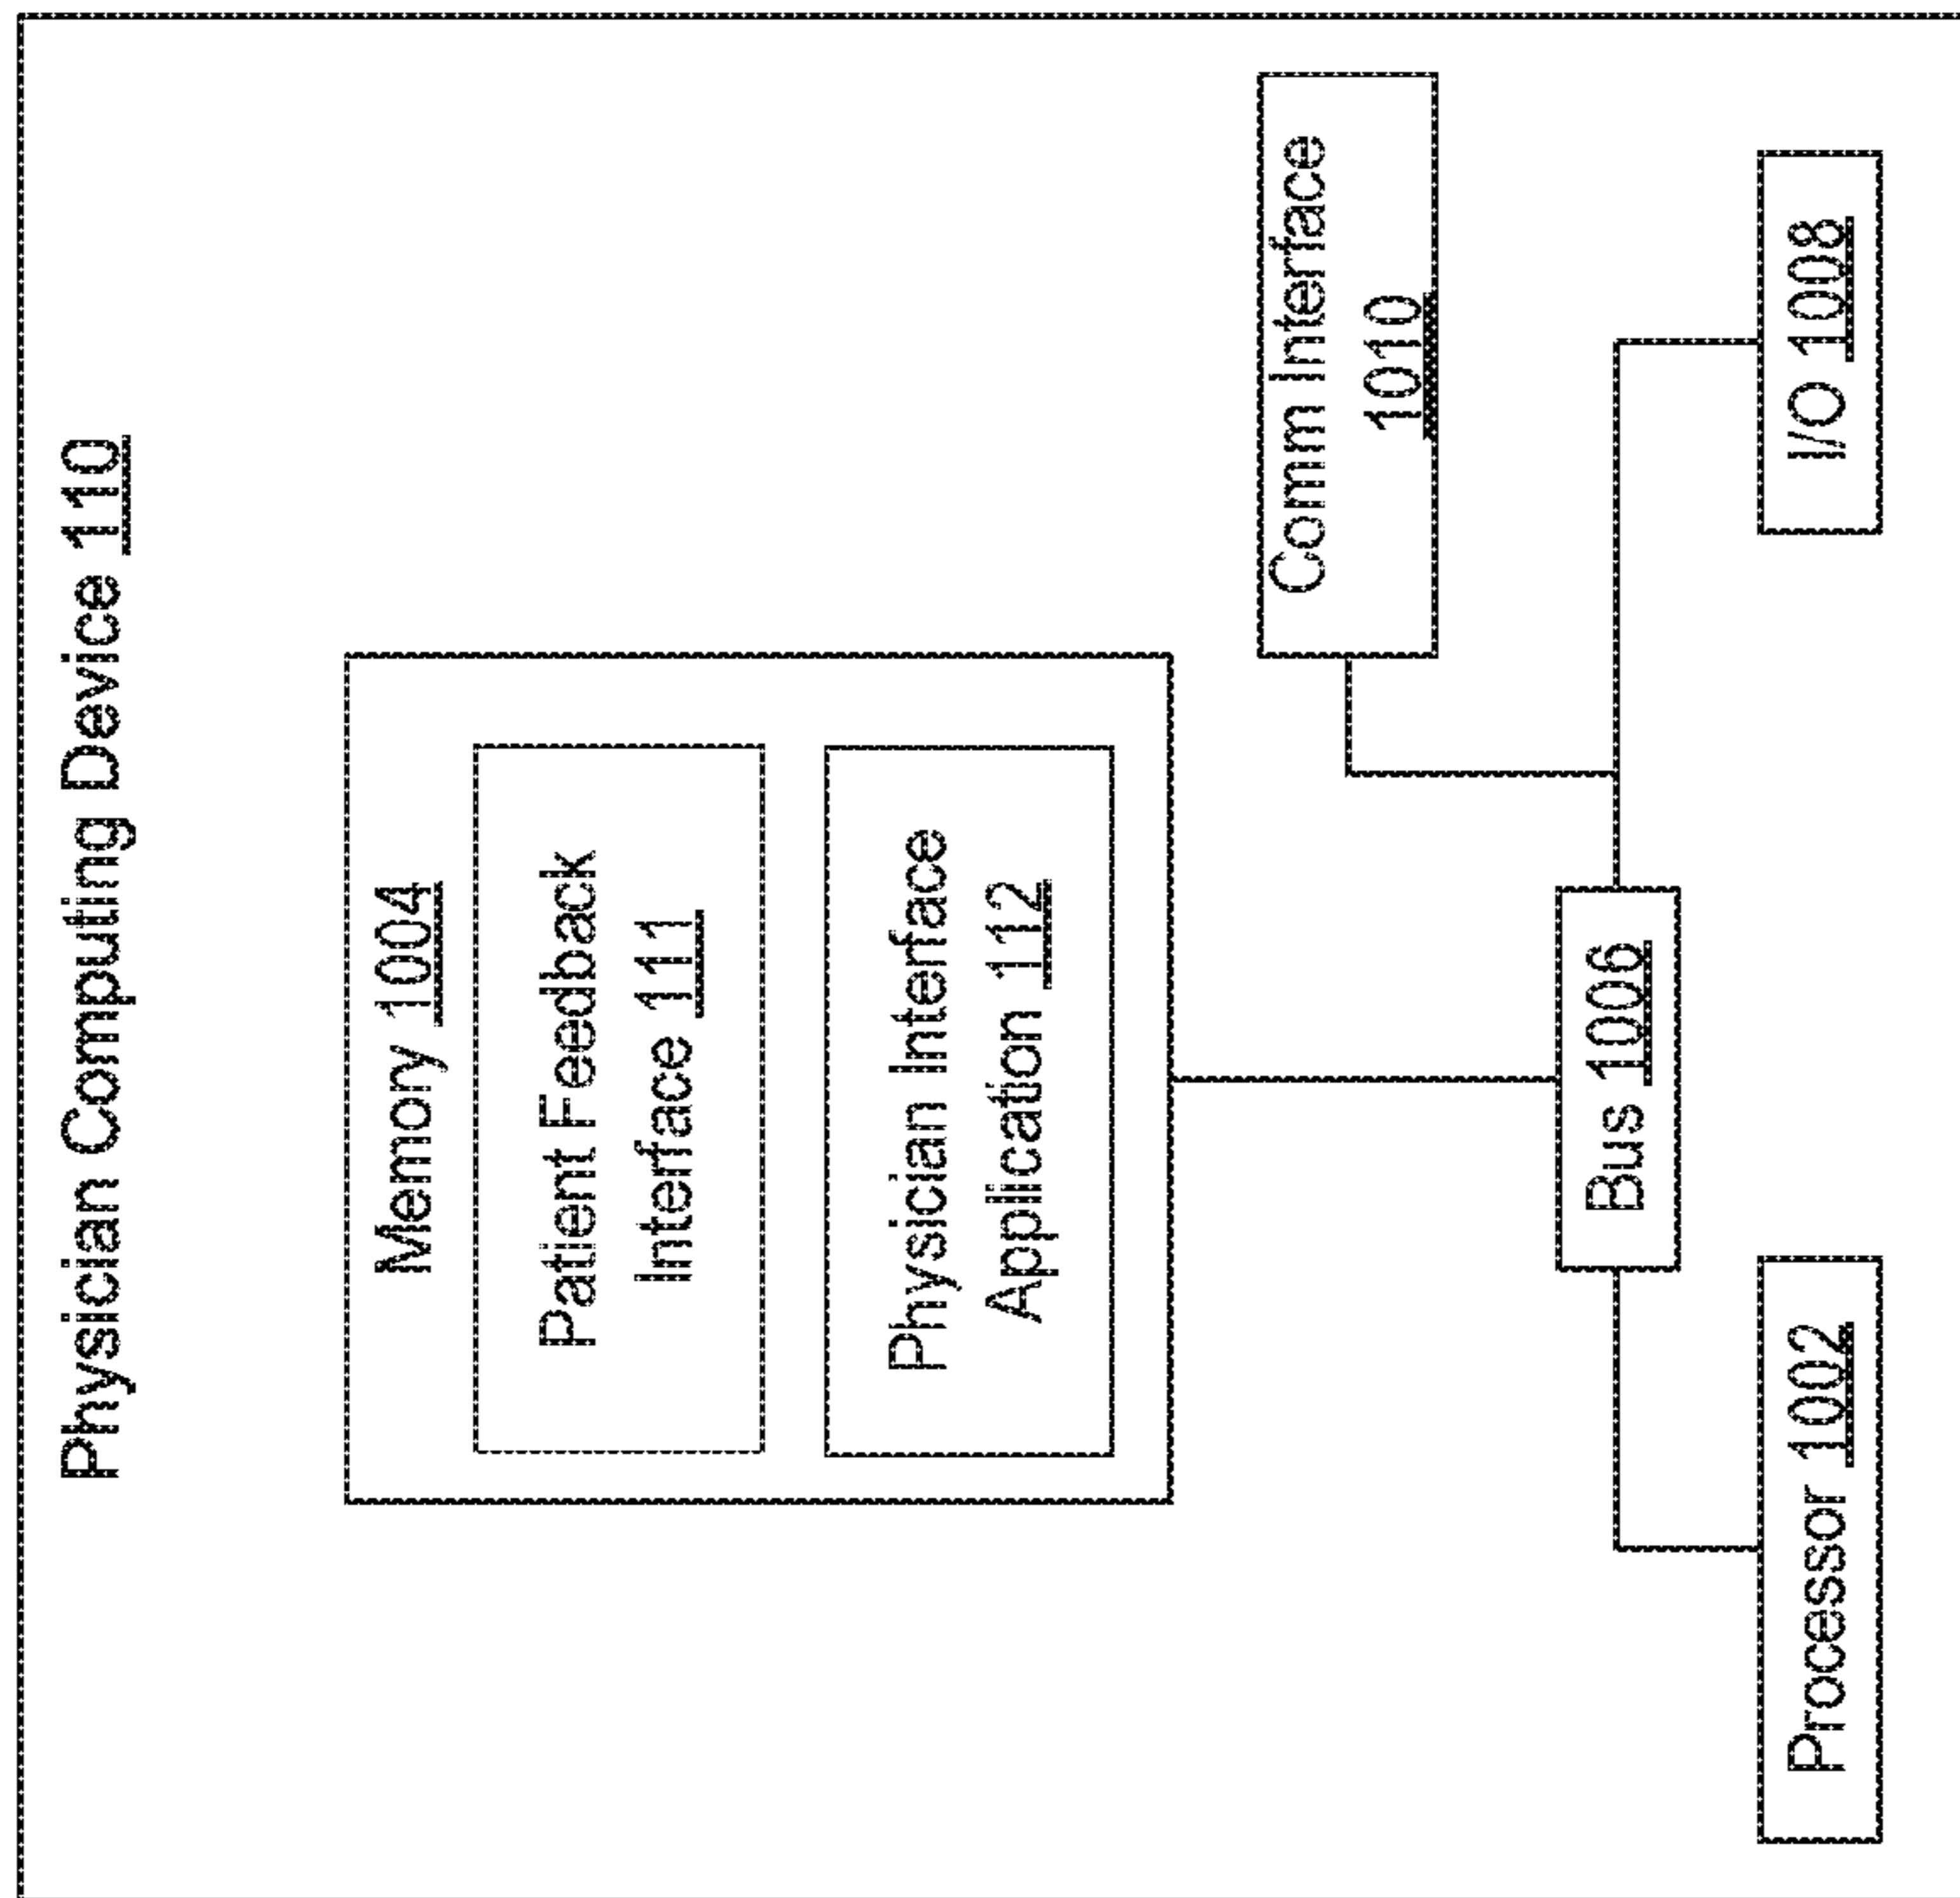 Physician Computing Device 110
Memory 1004
Patient Feedback
Interface 111
Physician Interface
Application 112
Comm Interface
1010
Bus 1006
Processor 1002
I/O 1008